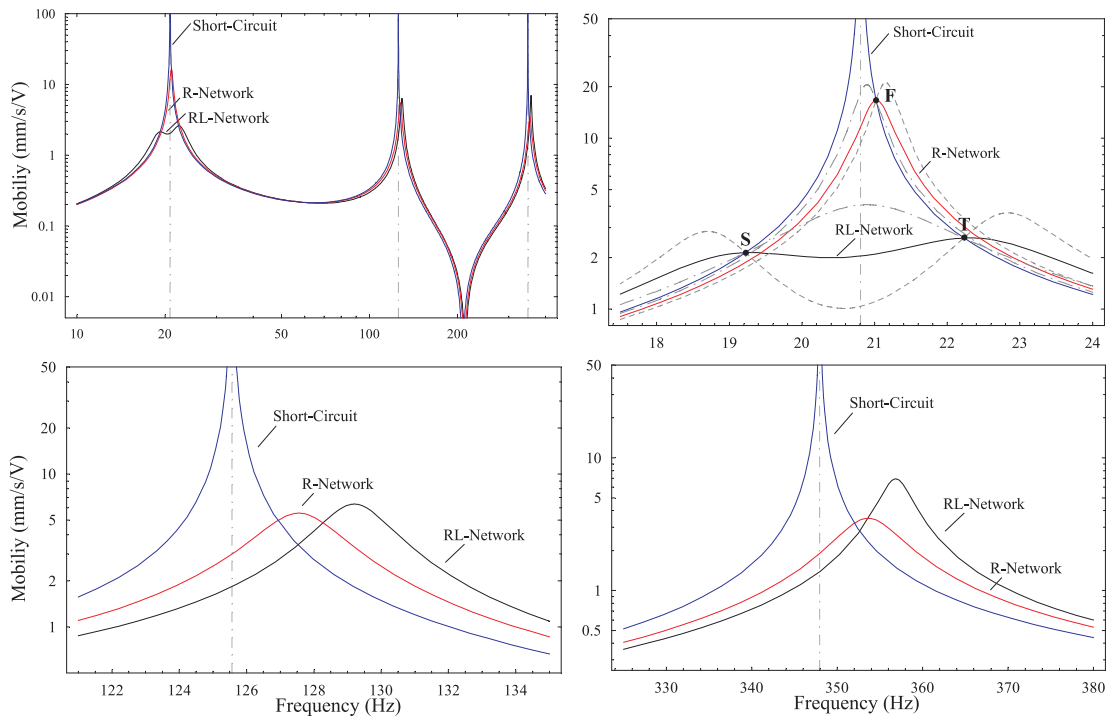 100
10
1
0.1
0.01
Mobiliy (mm/s/V)
Short-Circuit
R-Network
RL-Network
10 20 50 100 200
50
20
10
5
2
1
Short-Circuit
F
R-Network
S
T
RL-Network
18 19 20 21 22 23 24
50
20
10
5
2
1
Mobiliy (mm/s/V)
Short-Circuit
R-Network
RL-Network
122 124 126 128 130 132 134
Frequency (Hz)
50
10
5
1
0.5
Short-Circuit
RL-Network
R-Network
330 340 350 360 370 380
Frequency (Hz)